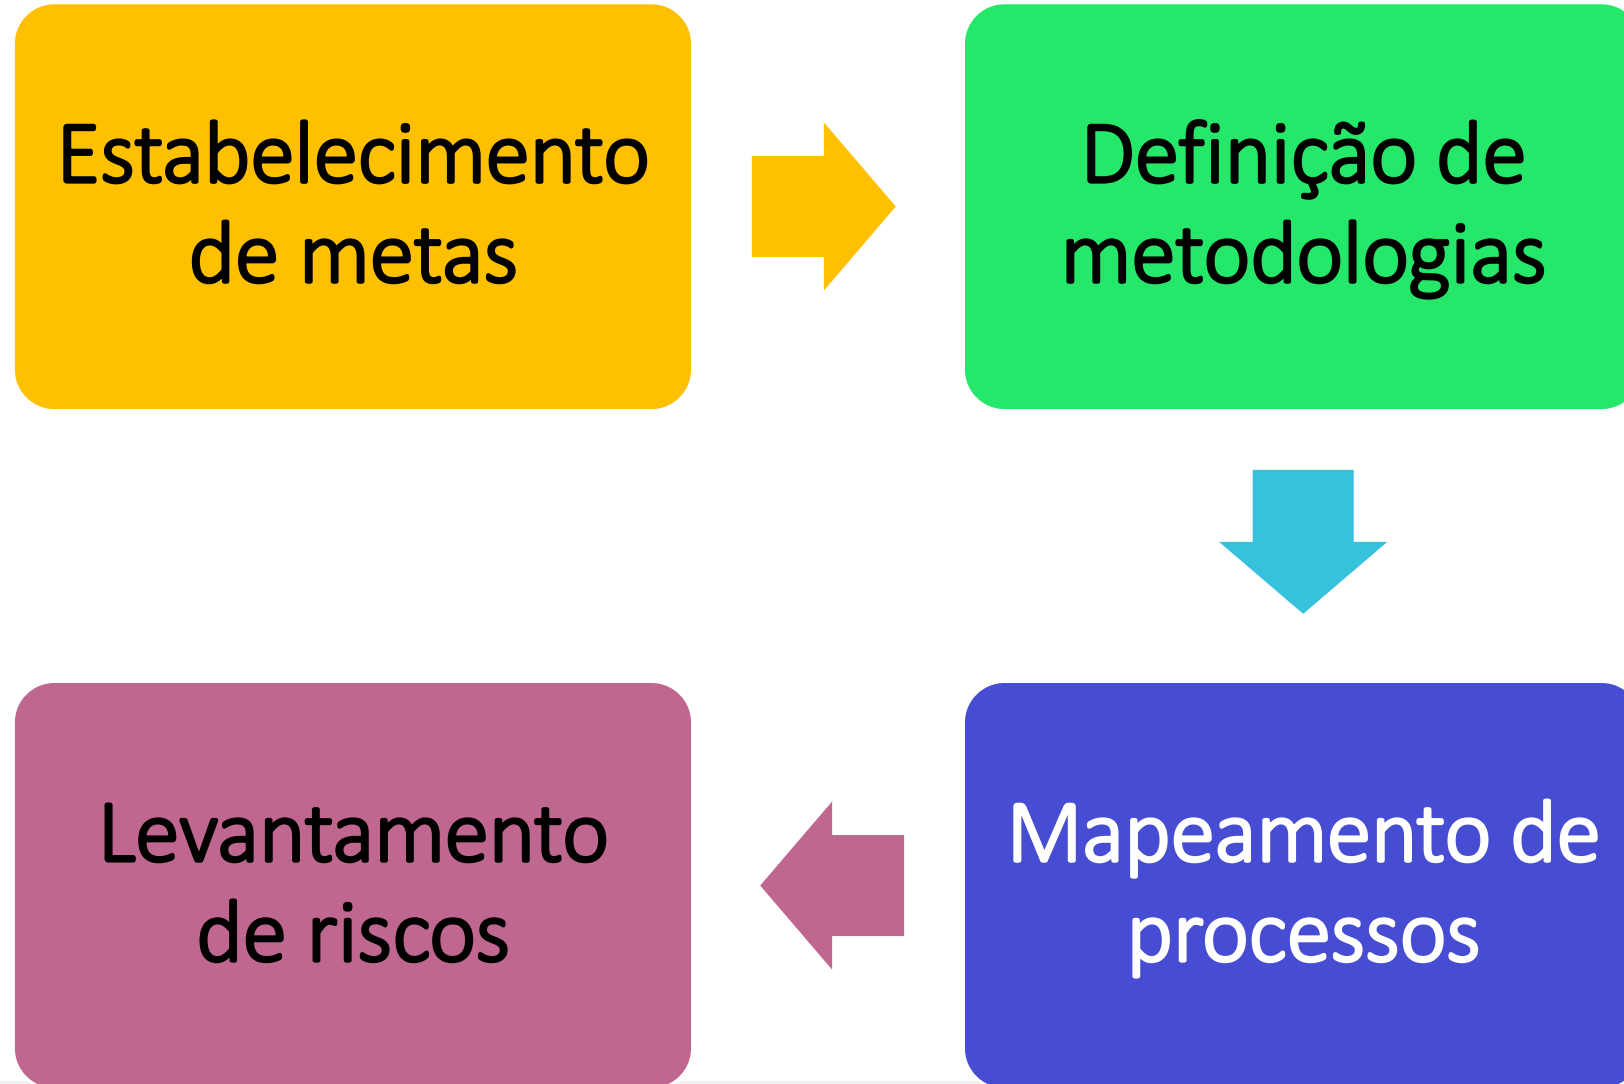 Estabelecimento
de metas
Definição de
metodologias
Mapeamento de
processos
Levantamento
de riscos